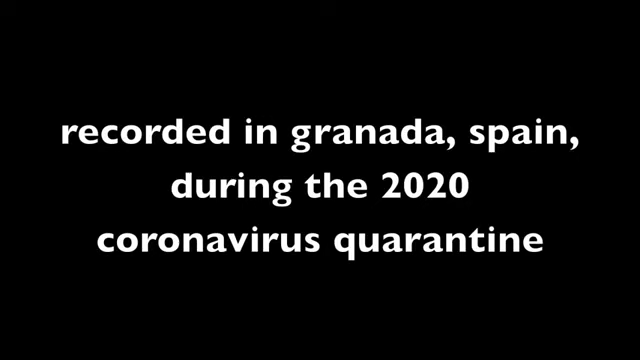 recorded in granada, spain,
during the 2020
coronavirus quarantine